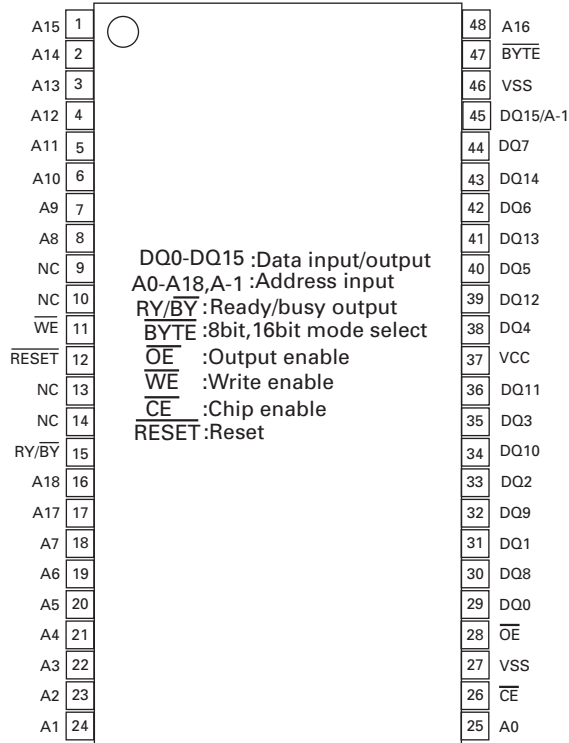 A15 1
A14 2
A13 3
A12 4
A11 5
A10 6
A9 7
A8 8
NC 9
NC 10
WE 11
RESET 12
NC 13
NC 14
RY/BY 15
A18 16
A17 17
A7 18
A6 19
A5 20
A4 21
A3 22
A2 23
A1 24
DQ0-DQ15 :Data input/output
A0-A18,A-1 :Address input
RY/BY :Ready/busy output
BYTE :8bit,16bit mode select
OE :Output enable
WE :Write enable
CE :Chip enable
RESET :Reset
48 A16
47 BYTE
46 VSS
45 DQ15/A-1
44 DQ7
43 DQ14
42 DQ6
41 DQ13
40 DQ5
39 DQ12
38 DQ4
37 VCC
36 DQ11
35 DQ3
34 DQ10
33 DQ2
32 DQ9
31 DQ1
30 DQ8
29 DQ0
28 OE
27 VSS
26 CE
25 A0